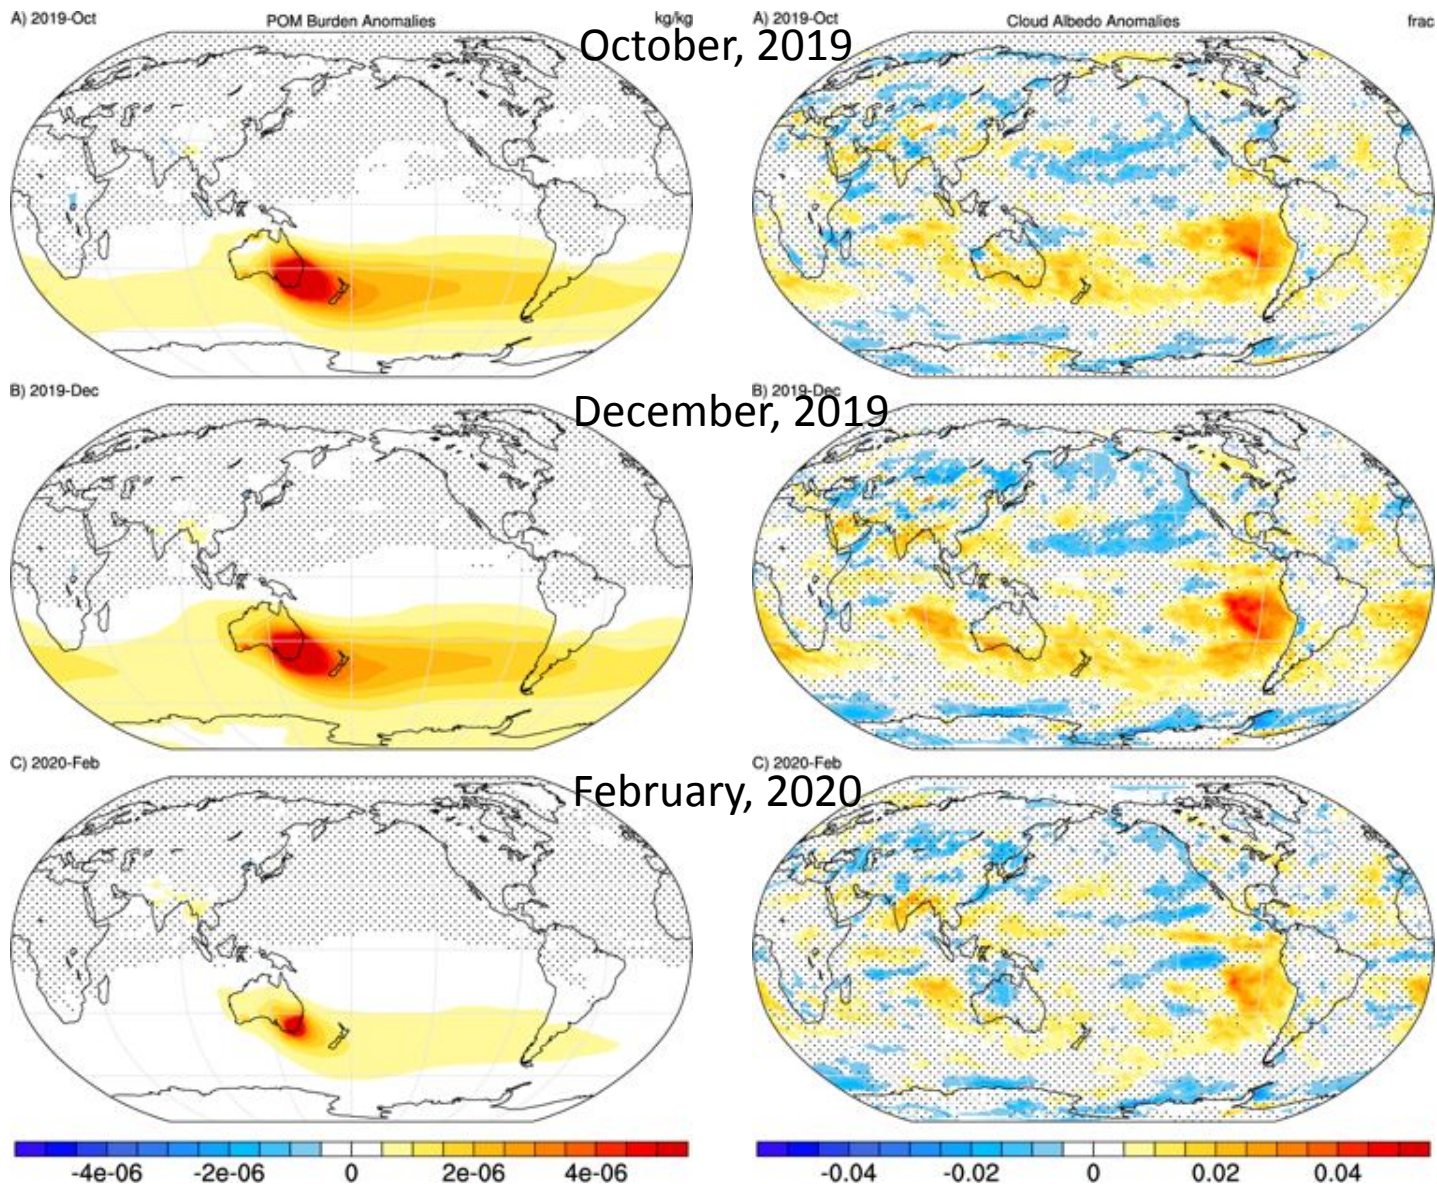 A) 2019-Oct POM Burden Anomalies kg/kg
A) 2019-Oct Cloud Albedo Anomalies frac
October, 2019
B) 2019-Dec
B) 2019-Dec
December, 2019
C) 2020-Feb
C) 2020-Feb
February, 2020
-4e-06 -2e-06 0 2e-06 4e-06
-0.04 -0.02 0 0.02 0.04